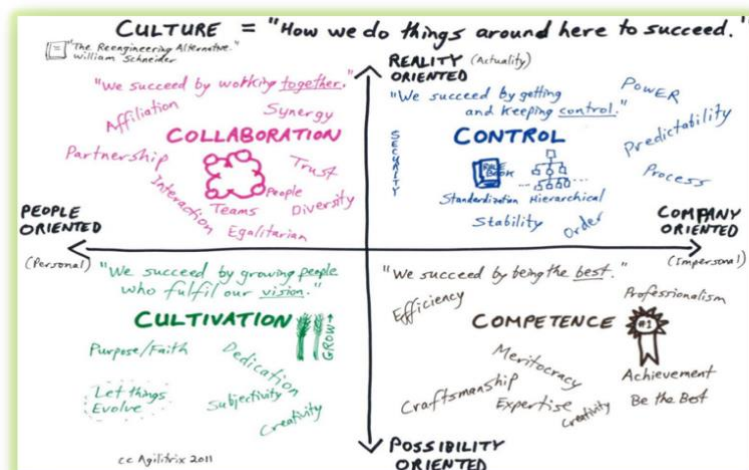 CULTURE = "HOW WE DO THINGS AROUND HERE TO SUCCEED."
"The Reengineering Alternative."
William Schneider
REALITY (Actuality)
ORIENTED
"We succeed by working together."
Affiliation
Synergy
COLLABORATION
Partnership
Trust
People
Interaction
Teams
Diversity
Egalitarian
"We succeed by getting
and keeping control."
POWER
SECURITY
CONTROL
Predictability
RULE
BOOK
Process
Standardization Hierarchical
Stability
Order
PEOPLE
ORIENTED
(Personal)
COMPANY
ORIENTED
(Impersonal)
"We succeed by growing people
who fulfil our vision."
CULTIVATION
GROW
Purpose/Faith
Dedication
Let things
Evolve
Subjectivity
Creativity
"We succeed by being the best."
Efficiency
Professionalism
COMPETENCE
#1
Meritocracy
Achievement
Craftsmanship
Expertise
Creativity
Be the Best
POSSIBILITY
ORIENTED
cc Agilitrix 2011